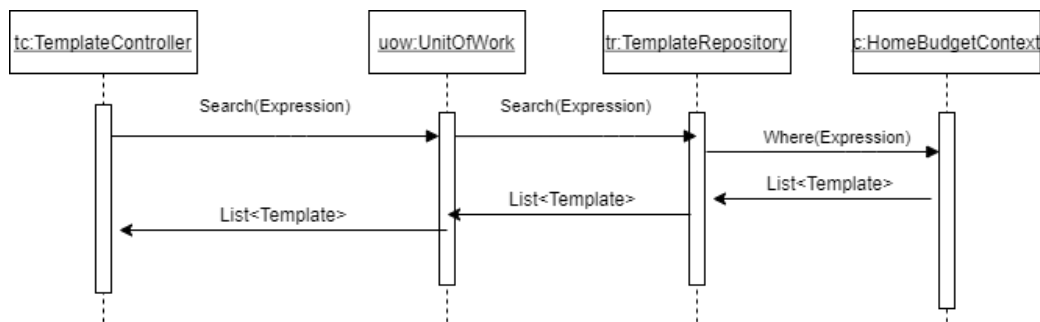 tc:TemplateController
uow:UnitOfWork
tr:TemplateRepository
c:HomeBudgetContext
Search(Expression)
Search(Expression)
Where(Expression)
List<Template>
List<Template>
List<Template>